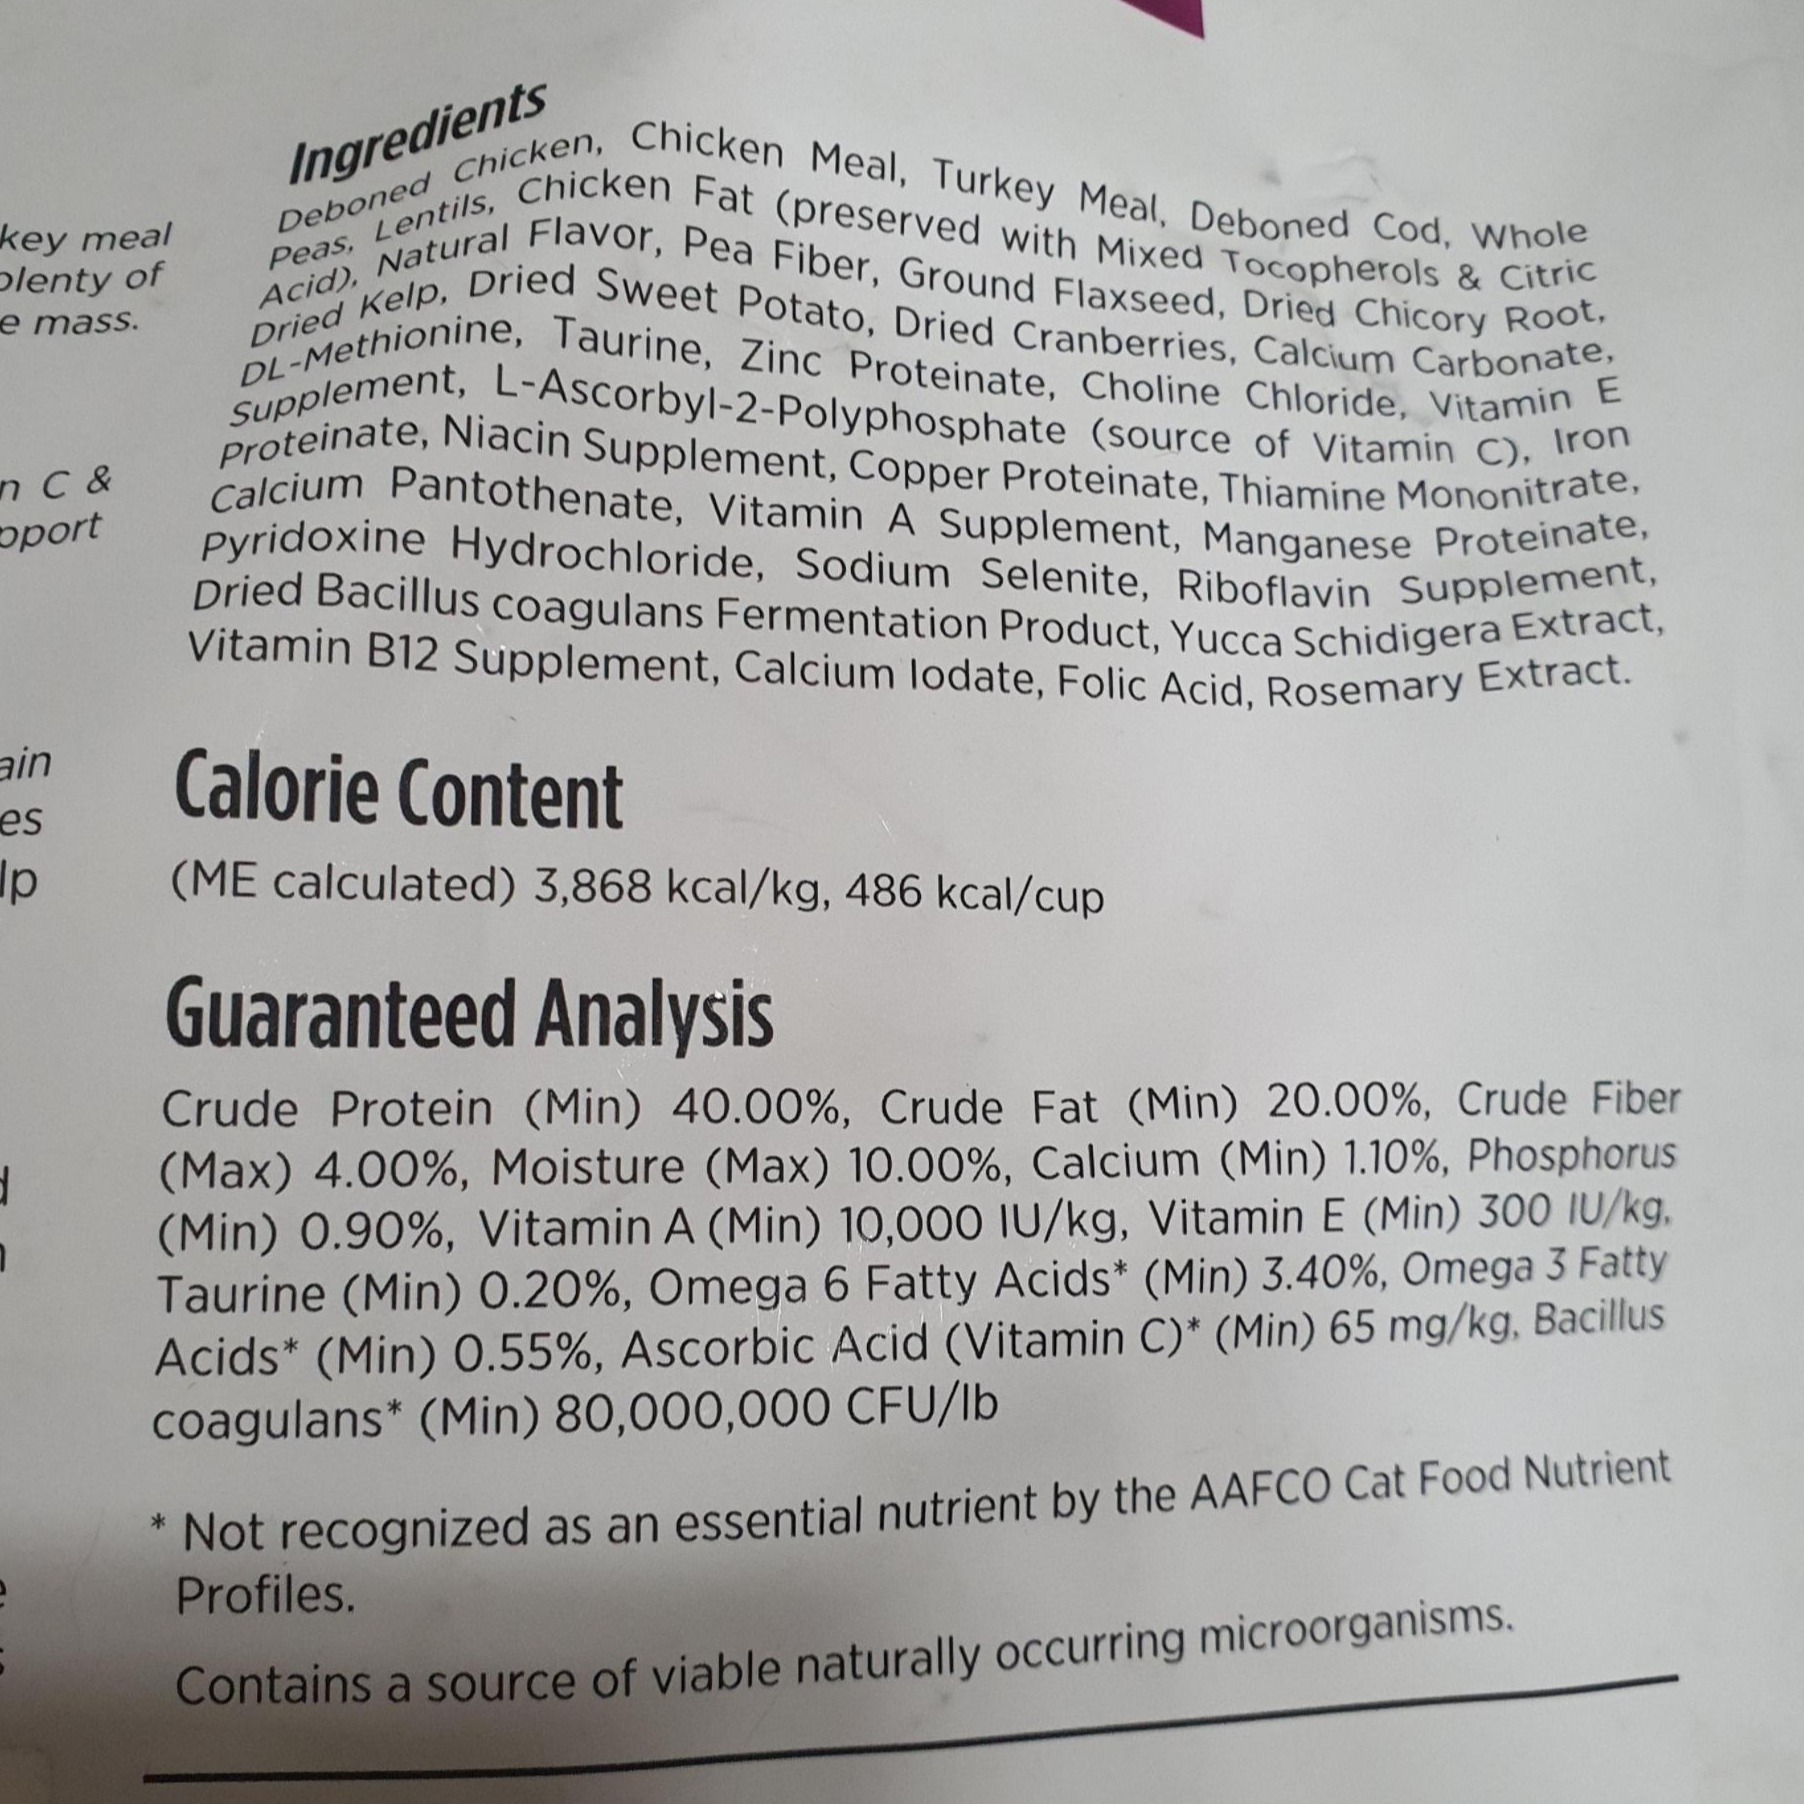 Ingredients
Deboned Chicken, Chicken Meal, Turkey Meal, Deboned Cod, Whole
Peas, Lentils, Chicken Fat (preserved with Mixed Tocopherols & Citric
Acid), Natural Flavor, Pea Fiber, Ground Flaxseed, Dried Chicory Root,
Dried Kelp, Dried Sweet Potato, Dried Cranberries, Calcium Carbonate,
DL-Methionine, Taurine, Zinc Proteinate, Choline Chloride, Vitamin E
Supplement, L-Ascorbyl-2-Polyphosphate (source of Vitamin C), Iron
Proteinate, Niacin Supplement, Copper Proteinate, Thiamine Mononitrate,
Calcium Pantothenate, Vitamin A Supplement, Manganese Proteinate,
Pyridoxine Hydrochloride, Sodium Selenite, Riboflavin Supplement,
Dried Bacillus coagulans Fermentation Product, Yucca Schidigera Extract,
Vitamin B12 Supplement, Calcium Iodate, Folic Acid, Rosemary Extract.
Calorie Content
(ME calculated) 3,868 kcal/kg, 486 kcal/cup
Guaranteed Analysis
Crude Protein (Min) 40.00%, Crude Fat (Min) 20.00%, Crude Fiber
(Max) 4.00%, Moisture (Max) 10.00%, Calcium (Min) 1.10%, Phosphorus
(Min) 0.90%, Vitamin A (Min) 10,000 IU/kg, Vitamin E (Min) 300 IU/kg,
Taurine (Min) 0.20%, Omega 6 Fatty Acids* (Min) 3.40%, Omega 3 Fatty
Acids* (Min) 0.55%, Ascorbic Acid (Vitamin C)* (Min) 65 mg/kg, Bacillus
coagulans* (Min) 80,000,000 CFU/lb
* Not recognized as an essential nutrient by the AAFCO Cat Food Nutrient
Profiles.
Contains a source of viable naturally occurring microorganisms.
key meal
plenty of
e mass.
n C &
pport
ain
es
lp